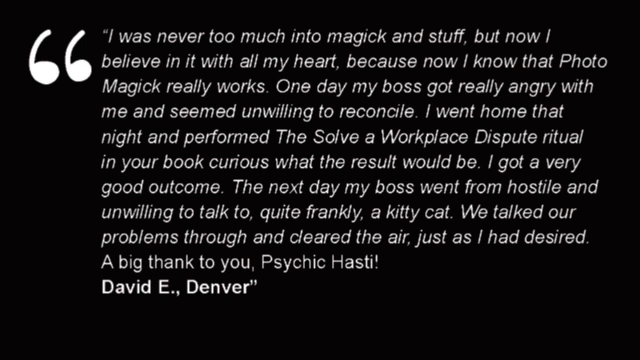 “I was never too much into magick and stuff, but now I
believe in it with all my heart, because now I know that Photo
Magick really works. One day my boss got really angry with
me and seemed unwilling to reconcile. I went home that
night and performed The Solve a Workplace Dispute ritual
in your book curious what the result would be. I got a very
good outcome. The next day my boss went from hostile and
unwilling to talk to, quite frankly, a kitty cat. We talked our
problems through and cleared the air, just as I had desired.
A big thank to you, Psychic Hasti!
David E., Denver”